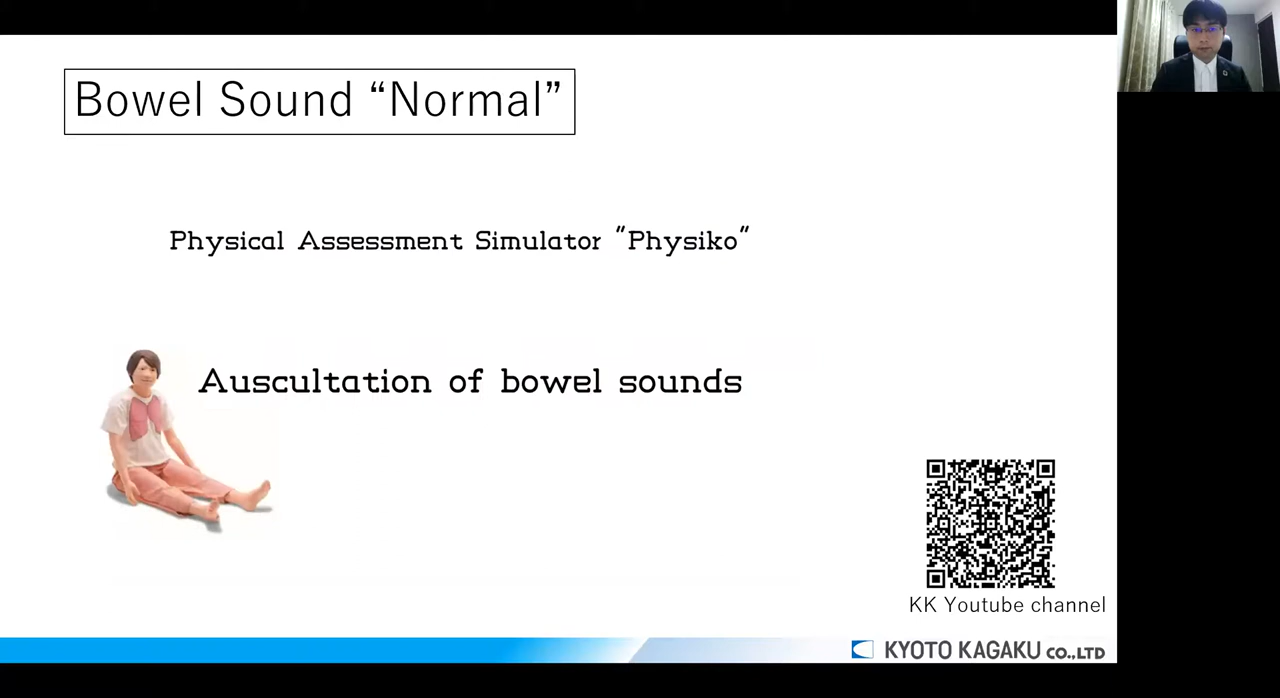 Bowel Sound “Normal”
Physical Assessment Simulator “Physiko”
Auscultation of bowel sounds
KK Youtube channel
KYOTO KAGAKU CO.,LTD